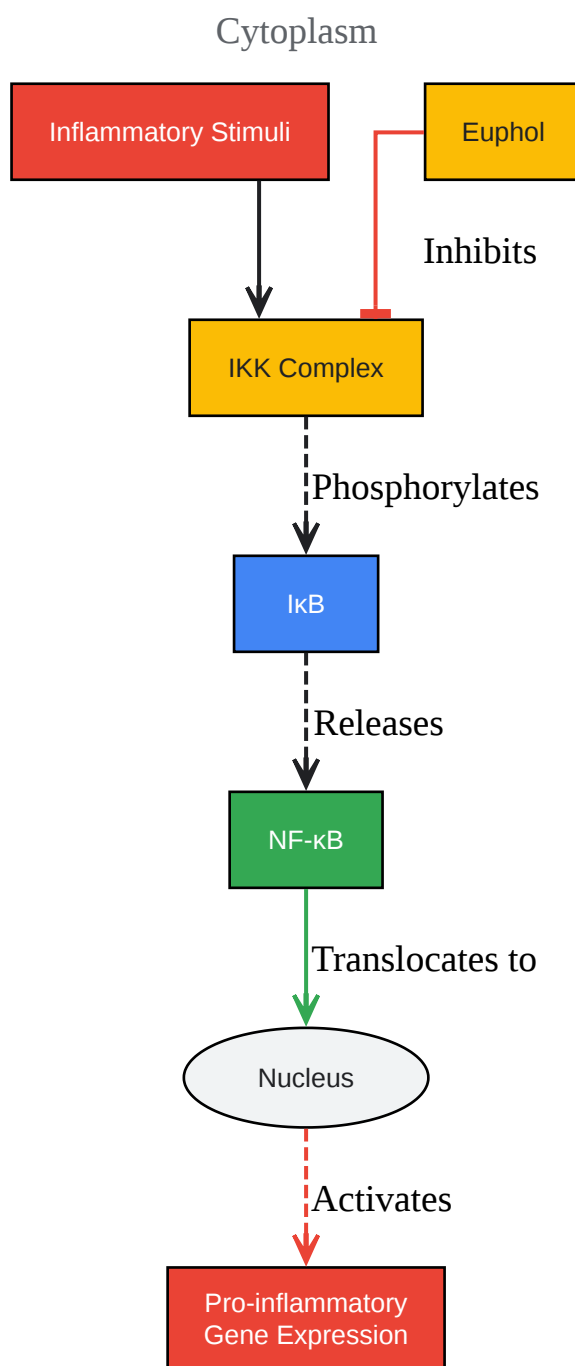 Cytoplasm
Inflammatory Stimuli
Euphol
Inhibits
IKK Complex
Phosphorylates
IκB
Releases
NF-κB
Translocates to
Nucleus
Activates
Pro-inflammatory
Gene Expression